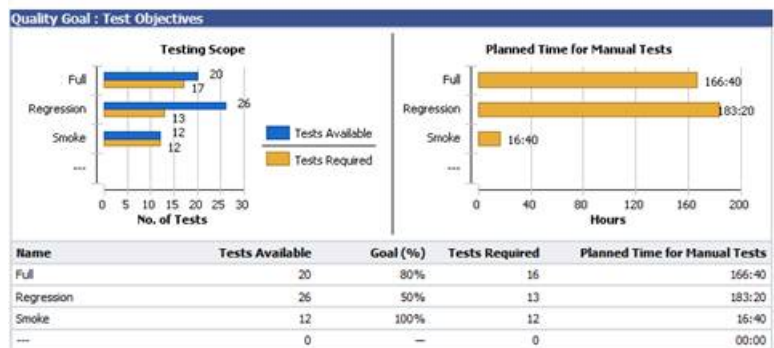 Quality Goal : Test Objectives
Testing Scope
Full
20
17
Regression
26
13
Smoke
12
12
---
0 5 10 15 20 25 30
No. of Tests
Tests Available
Tests Required
Planned Time for Manual Tests
Full
166:40
Regression
183:20
Smoke
16:40
---
0 40 80 120 160 200
Hours
Name Tests Available Goal (%) Tests Required Planned Time for Manual Tests
Full 20 80% 16 166:40
Regression 26 50% 13 183:20
Smoke 12 100% 12 16:40
--- 0 — 0 00:00